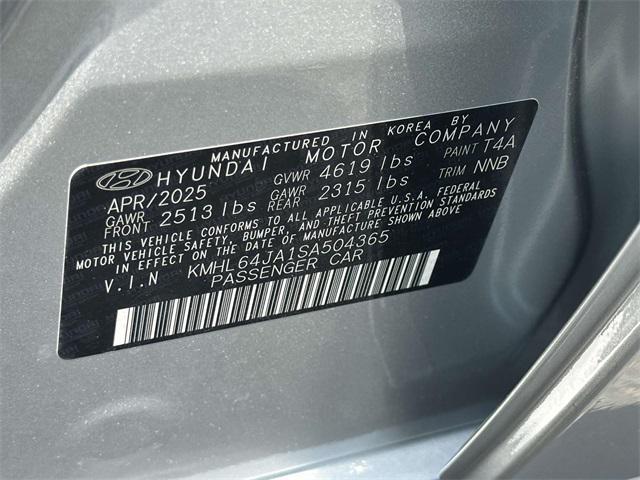 MANUFACTURED IN KOREA BY
HYUNDAI MOTOR COMPANY
APR/2025 GVWR 4619 lbs PAINT T4A
GAWR FRONT 2513 lbs GAWR REAR 2315 lbs TRIM NNB
THIS VEHICLE CONFORMS TO ALL APPLICABLE U.S.A. FEDERAL
MOTOR VEHICLE SAFETY, BUMPER, AND THEFT PREVENTION STANDARDS
IN EFFECT ON THE DATE OF MANUFACTURE SHOWN ABOVE.
V.I.N KMHL64JA1SA504365
PASSENGER CAR